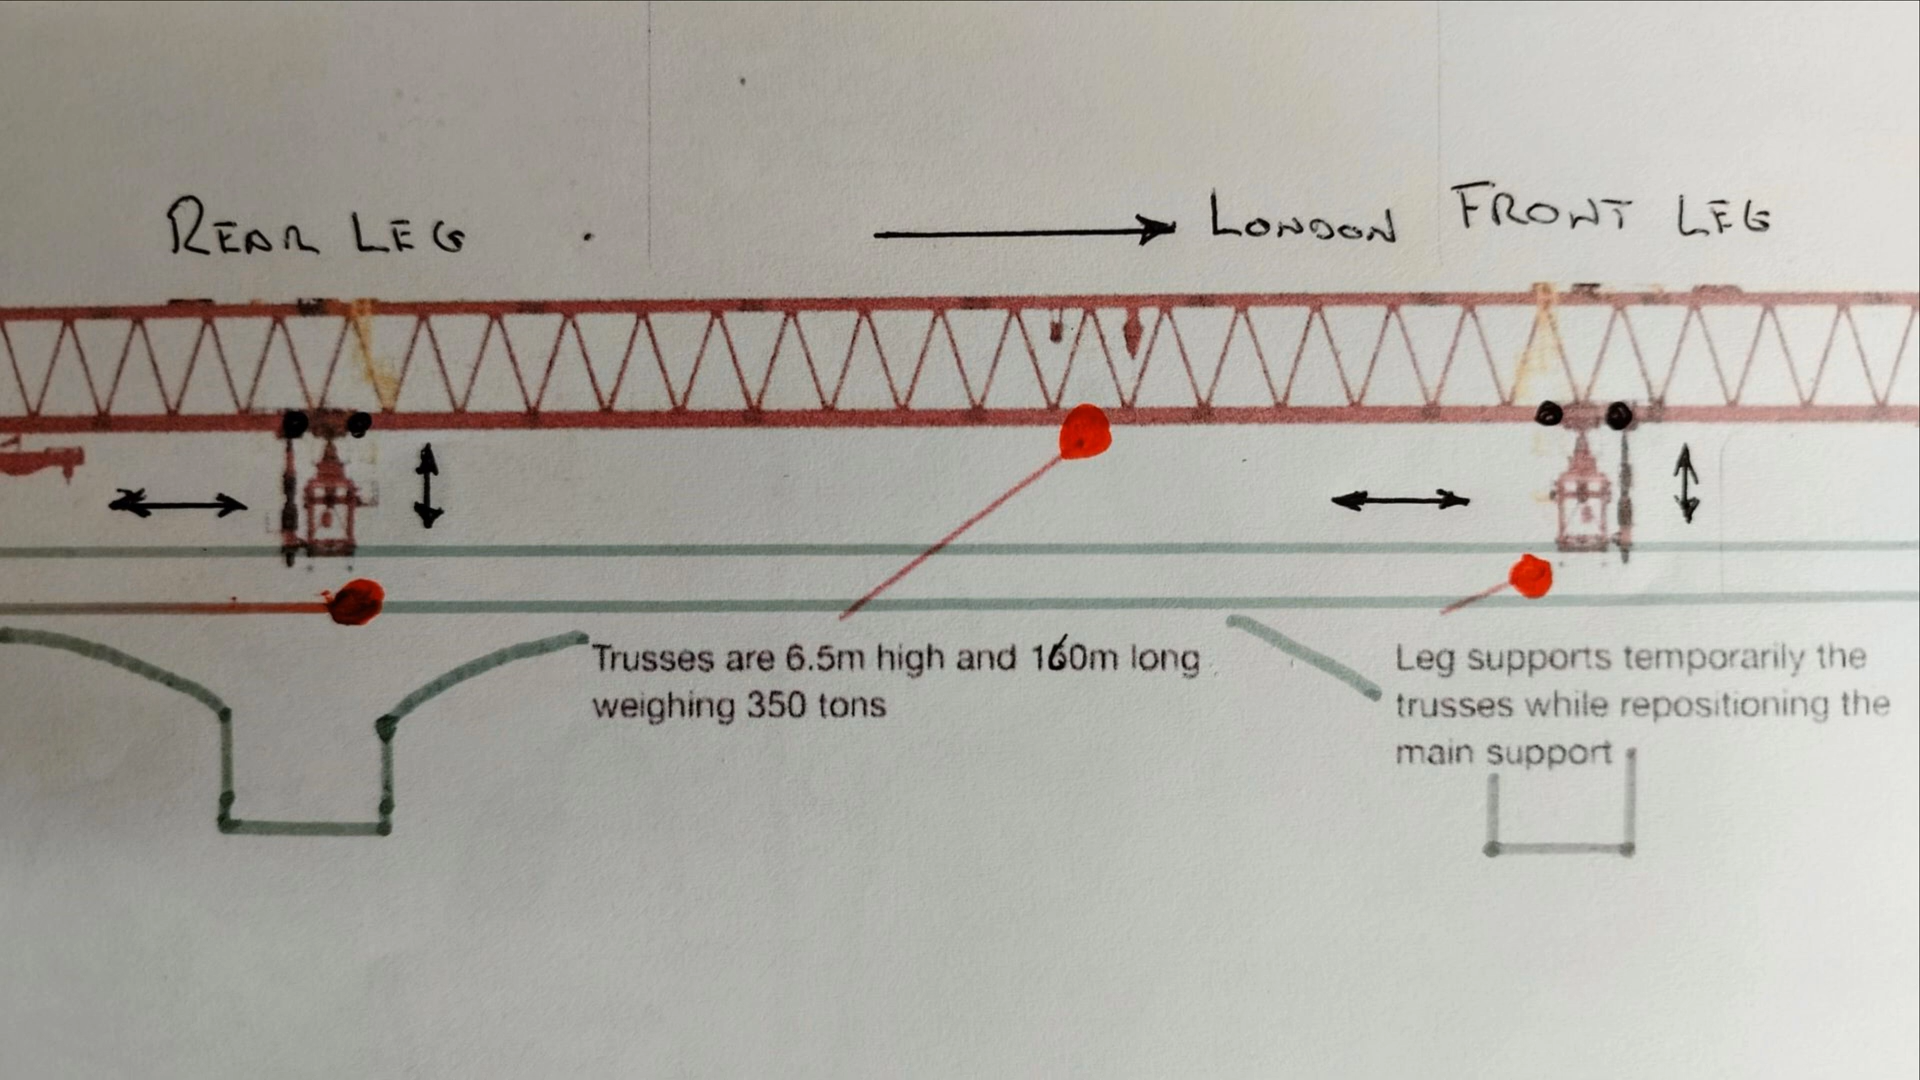 REAR LEG
LONDON
FRONT LEG
Trusses are 6.5m high and 160m long
weighing 350 tons
Leg supports temporarily the
trusses while repositioning the
main support